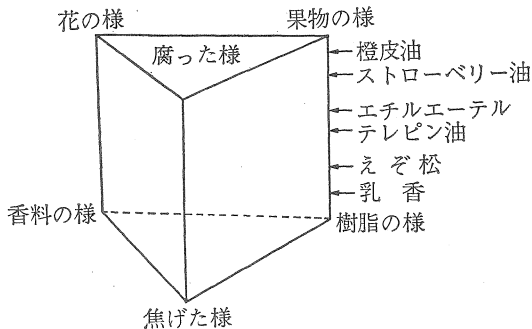 花の様
果物の様
腐った様
橙皮油
ストローベリー油
エチルエーテル
テレピン油
えぞ松
乳香
香料の様
樹脂の様
焦げた様